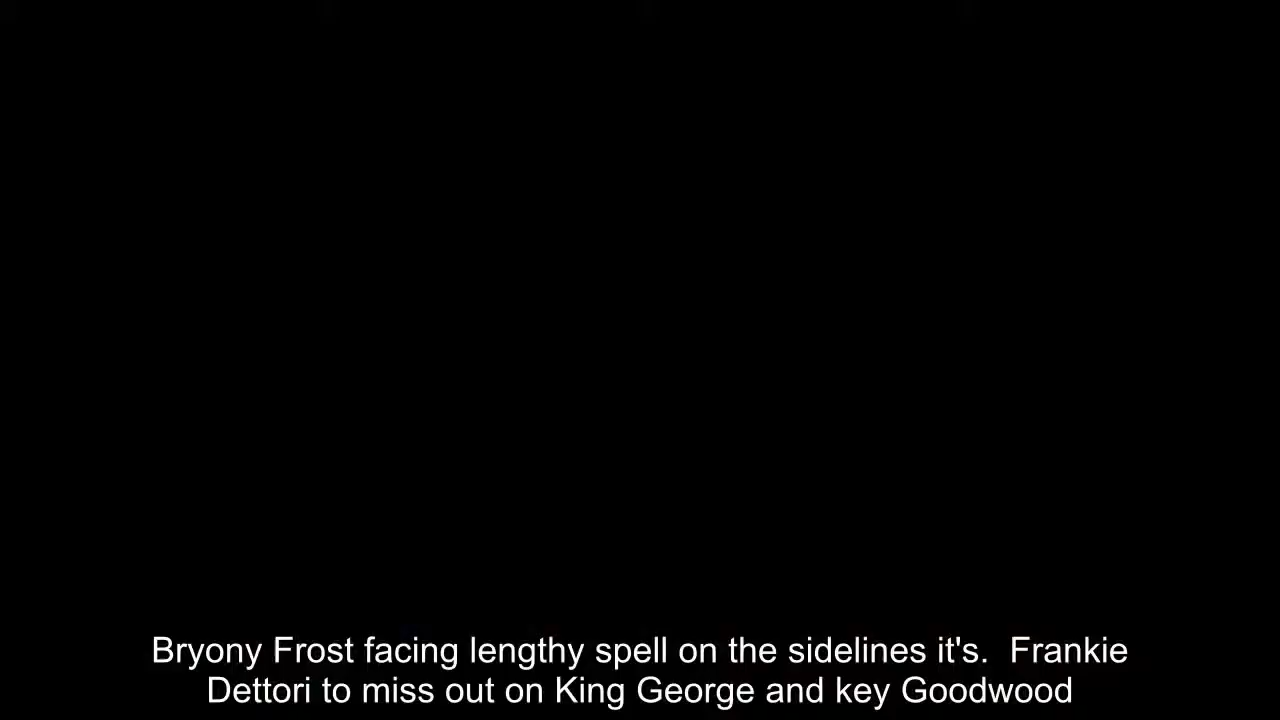 Bryony Frost facing lengthy spell on the sidelines it's.  Frankie
Dettori to miss out on King George and key Goodwood